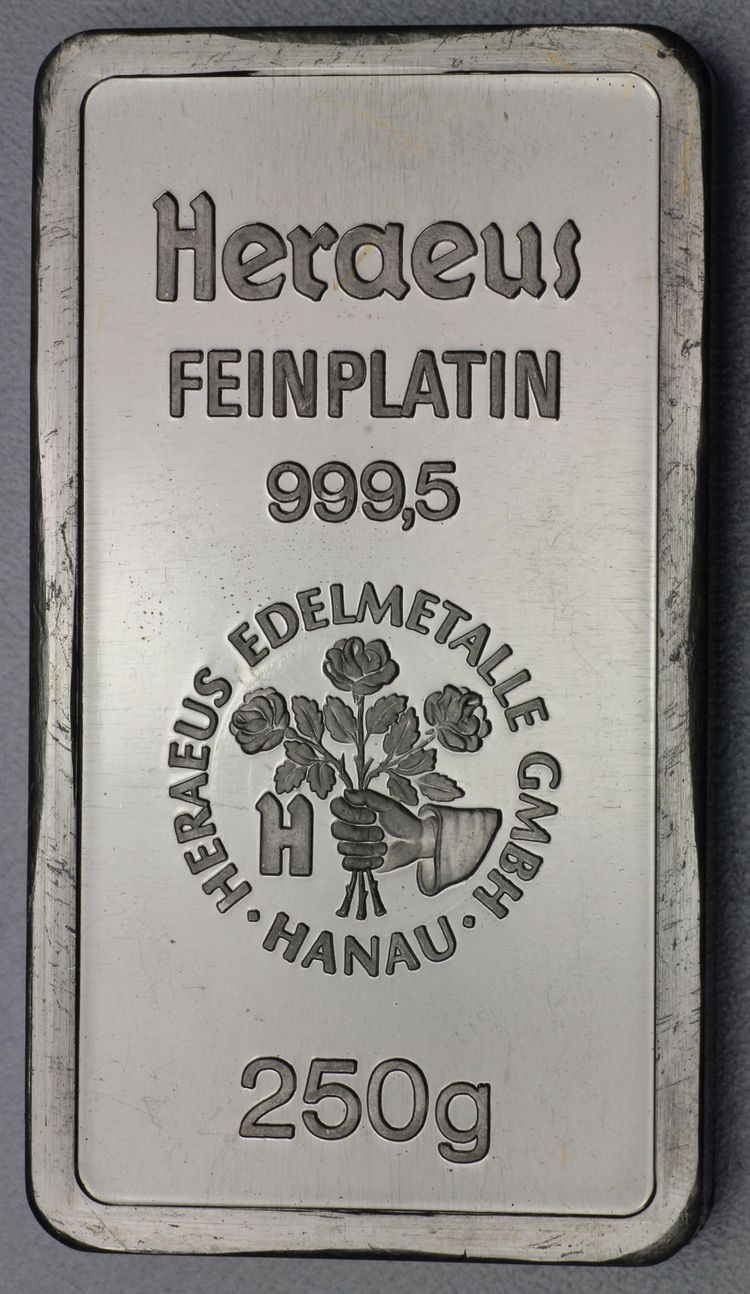 Heraeus
FEINPLATIN
999,5
HERAEUS EDELMETALLE GMBH
· HANAU ·
H
250g